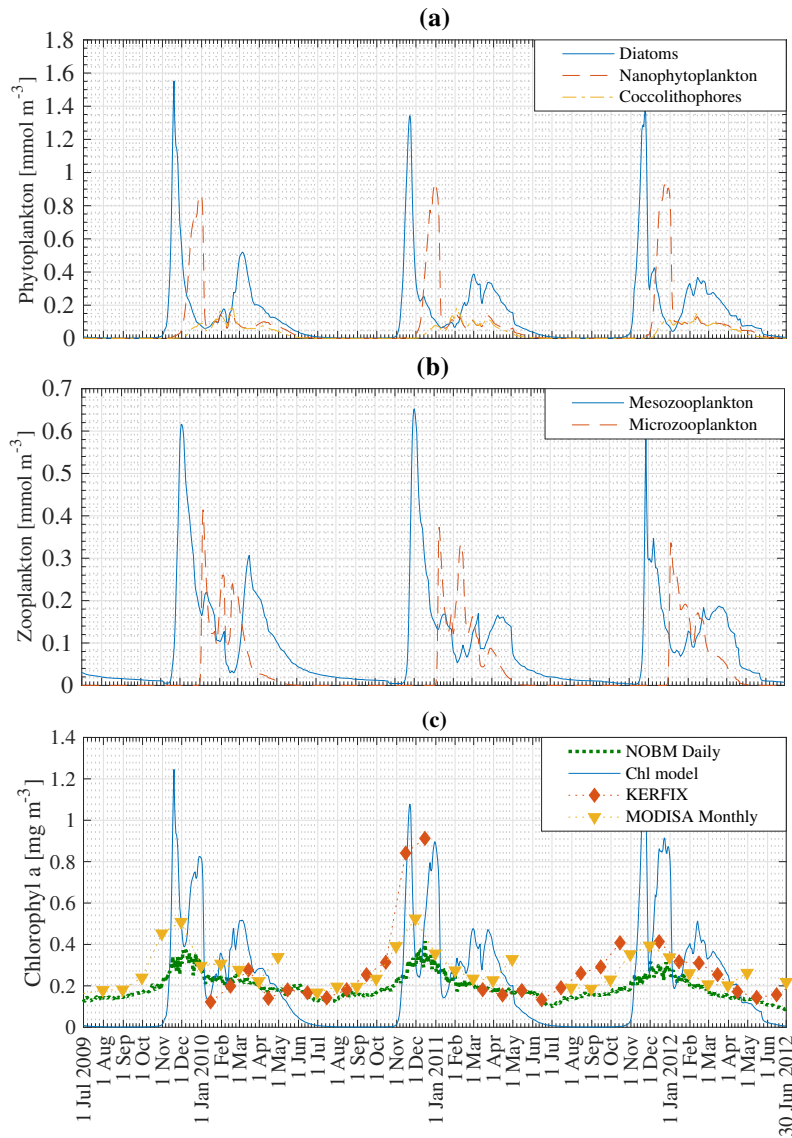 (a)
Phytoplankton [mmol m-3]
1.8
1.6
1.4
1.2
1
0.8
0.6
0.4
0.2
0
Diatoms
Nanophytoplankton
Coccolithophores
(b)
Zooplankton [mmol m-3]
0.7
0.6
0.5
0.4
0.3
0.2
0.1
0
Mesozooplankton
Microzooplankton
(c)
Chlorophyl a [mg m-3]
1.4
1.2
1
0.8
0.6
0.4
0.2
0
NOBM Daily
Chl model
KERFIX
MODISA Monthly
1 Jul 2009
1 Aug
1 Sep
1 Oct
1 Nov
1 Dec
1 Jan 2010
1 Feb
1 Mar
1 Apr
1 May
1 Jun
1 Jul
1 Aug
1 Sep
1 Oct
1 Nov
1 Dec
1 Jan 2011
1 Feb
1 Mar
1 Apr
1 May
1 Jun
1 Jul
1 Aug
1 Sep
1 Oct
1 Nov
1 Dec
1 Jan 2012
1 Feb
1 Mar
1 Apr
1 May
1 Jun
30 Jun 2012